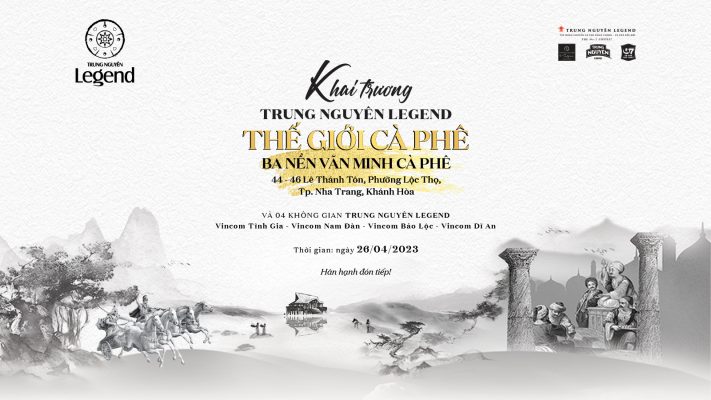 TRUNG NGUYÊN
Legend
TRUNG NGUYÊN LEGEND
Khai trương
TRUNG NGUYÊN LEGEND
THẾ GIỚI CÀ PHÊ
BA NỀN VĂN MINH CÀ PHÊ
44 - 46 Lê Thánh Tôn, Phường Lộc Thọ,
Tp. Nha Trang, Khánh Hòa
VÀ 04 KHÔNG GIAN TRUNG NGUYÊN LEGEND
Vincom Tĩnh Gia - Vincom Nam Đàn - Vincom Bảo Lộc - Vincom Dĩ An
Thời gian: ngày 26/04/2023
Hân hạnh đón tiếp!